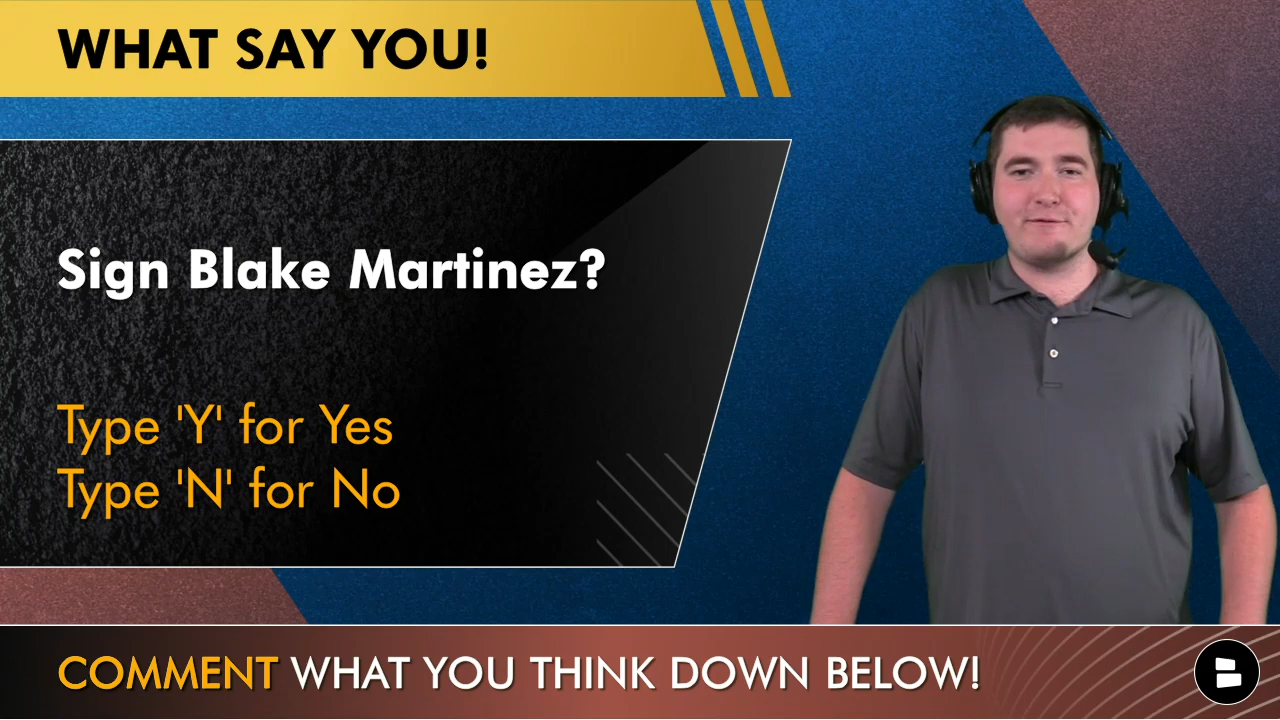 WHAT SAY YOU!
Sign Blake Martinez?
Type 'Y' for Yes
Type 'N' for No
COMMENT WHAT YOU THINK DOWN BELOW!